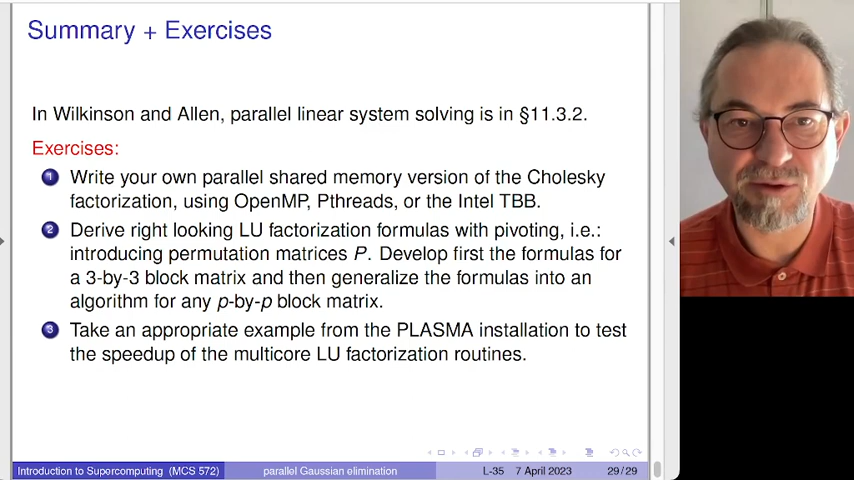 Summary + Exercises
In Wilkinson and Allen, parallel linear system solving is in §11.3.2.
Exercises:
1 Write your own parallel shared memory version of the Cholesky
factorization, using OpenMP, Pthreads, or the Intel TBB.
2 Derive right looking LU factorization formulas with pivoting, i.e.:
introducing permutation matrices P. Develop first the formulas for
a 3-by-3 block matrix and then generalize the formulas into an
algorithm for any p-by-p block matrix.
3 Take an appropriate example from the PLASMA installation to test
the speedup of the multicore LU factorization routines.
Introduction to Supercomputing (MCS 572) parallel Gaussian elimination L-35 7 April 2023 29/29